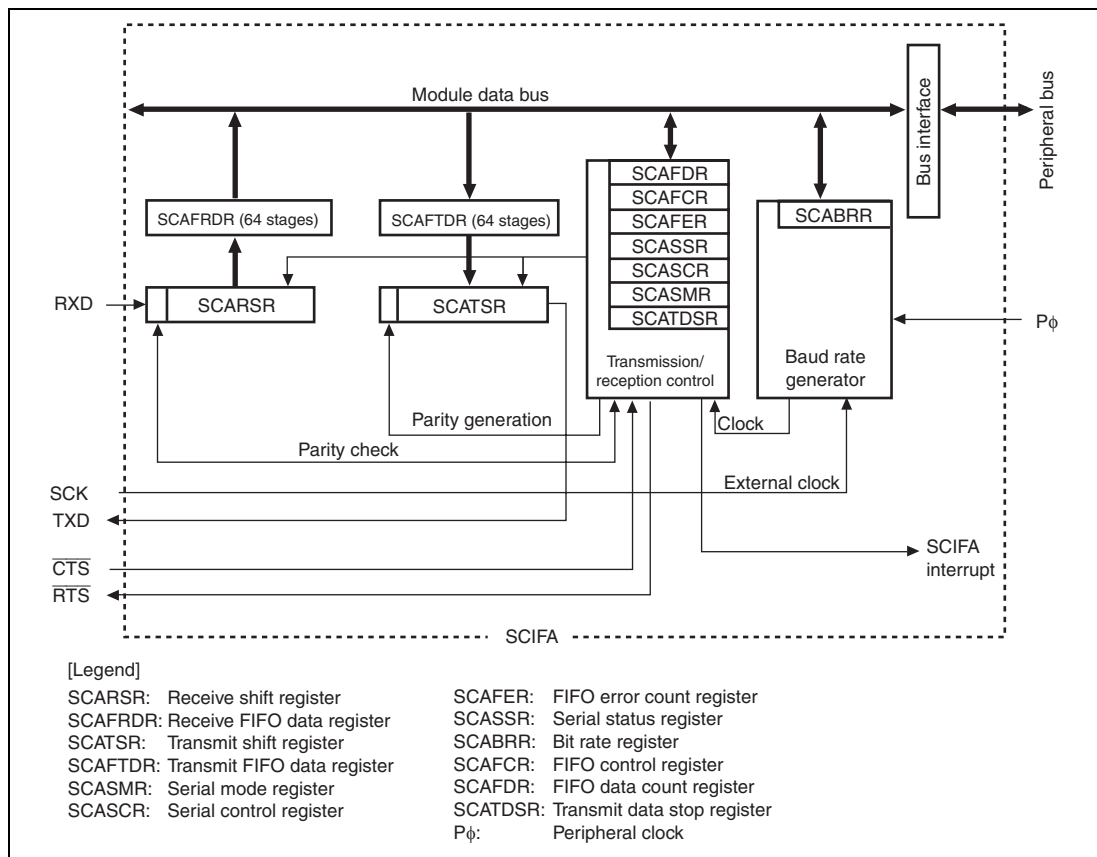 Module data bus
Bus interface
Peripheral bus
SCAFRDR (64 stages)
SCAFTDR (64 stages)
SCAFDR
SCAFCR
SCAFER
SCASSR
SCASCR
SCASMR
SCATDSR
Transmission/
reception control
SCABRR
Baud rate
generator
RXD
SCARSR
SCATSR
Pϕ
Parity generation
Clock
Parity check
SCK
External clock
TXD
CTS
SCIFA
interrupt
RTS
SCIFA
[Legend]
SCARSR: Receive shift register
SCAFRDR: Receive FIFO data register
SCATSR: Transmit shift register
SCAFTDR: Transmit FIFO data register
SCASMR: Serial mode register
SCASCR: Serial control register
SCAFER: FIFO error count register
SCASSR: Serial status register
SCABRR: Bit rate register
SCAFCR: FIFO control register
SCAFDR: FIFO data count register
SCATDSR: Transmit data stop register
Pϕ: Peripheral clock